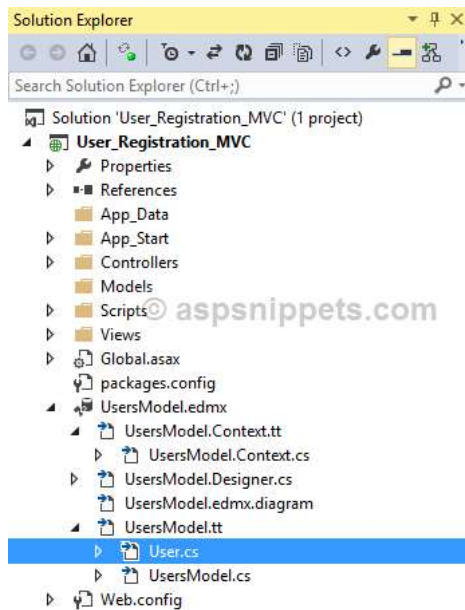 Solution Explorer
Search Solution Explorer (Ctrl+;)
Solution 'User_Registration_MVC' (1 project)
User_Registration_MVC
Properties
References
App_Data
App_Start
Controllers
Models
Scripts
© aspsnippets.com
Views
Global.asax
packages.config
UsersModel.edmx
UsersModel.Context.tt
UsersModel.Context.cs
UsersModel.Designer.cs
UsersModel.edmx.diagram
UsersModel.tt
User.cs
UsersModel.cs
Web.config